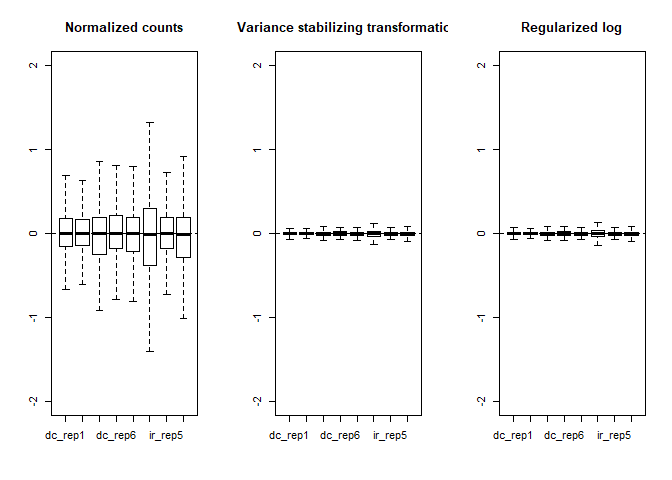 Normalized counts
Variance stabilizing transformatic
Regularized log
2
1
0
-1
-2
dc_rep1
dc_rep6
ir_rep5
2
1
0
-1
-2
dc_rep1
dc_rep6
ir_rep5
2
1
0
-1
-2
dc_rep1
dc_rep6
ir_rep5